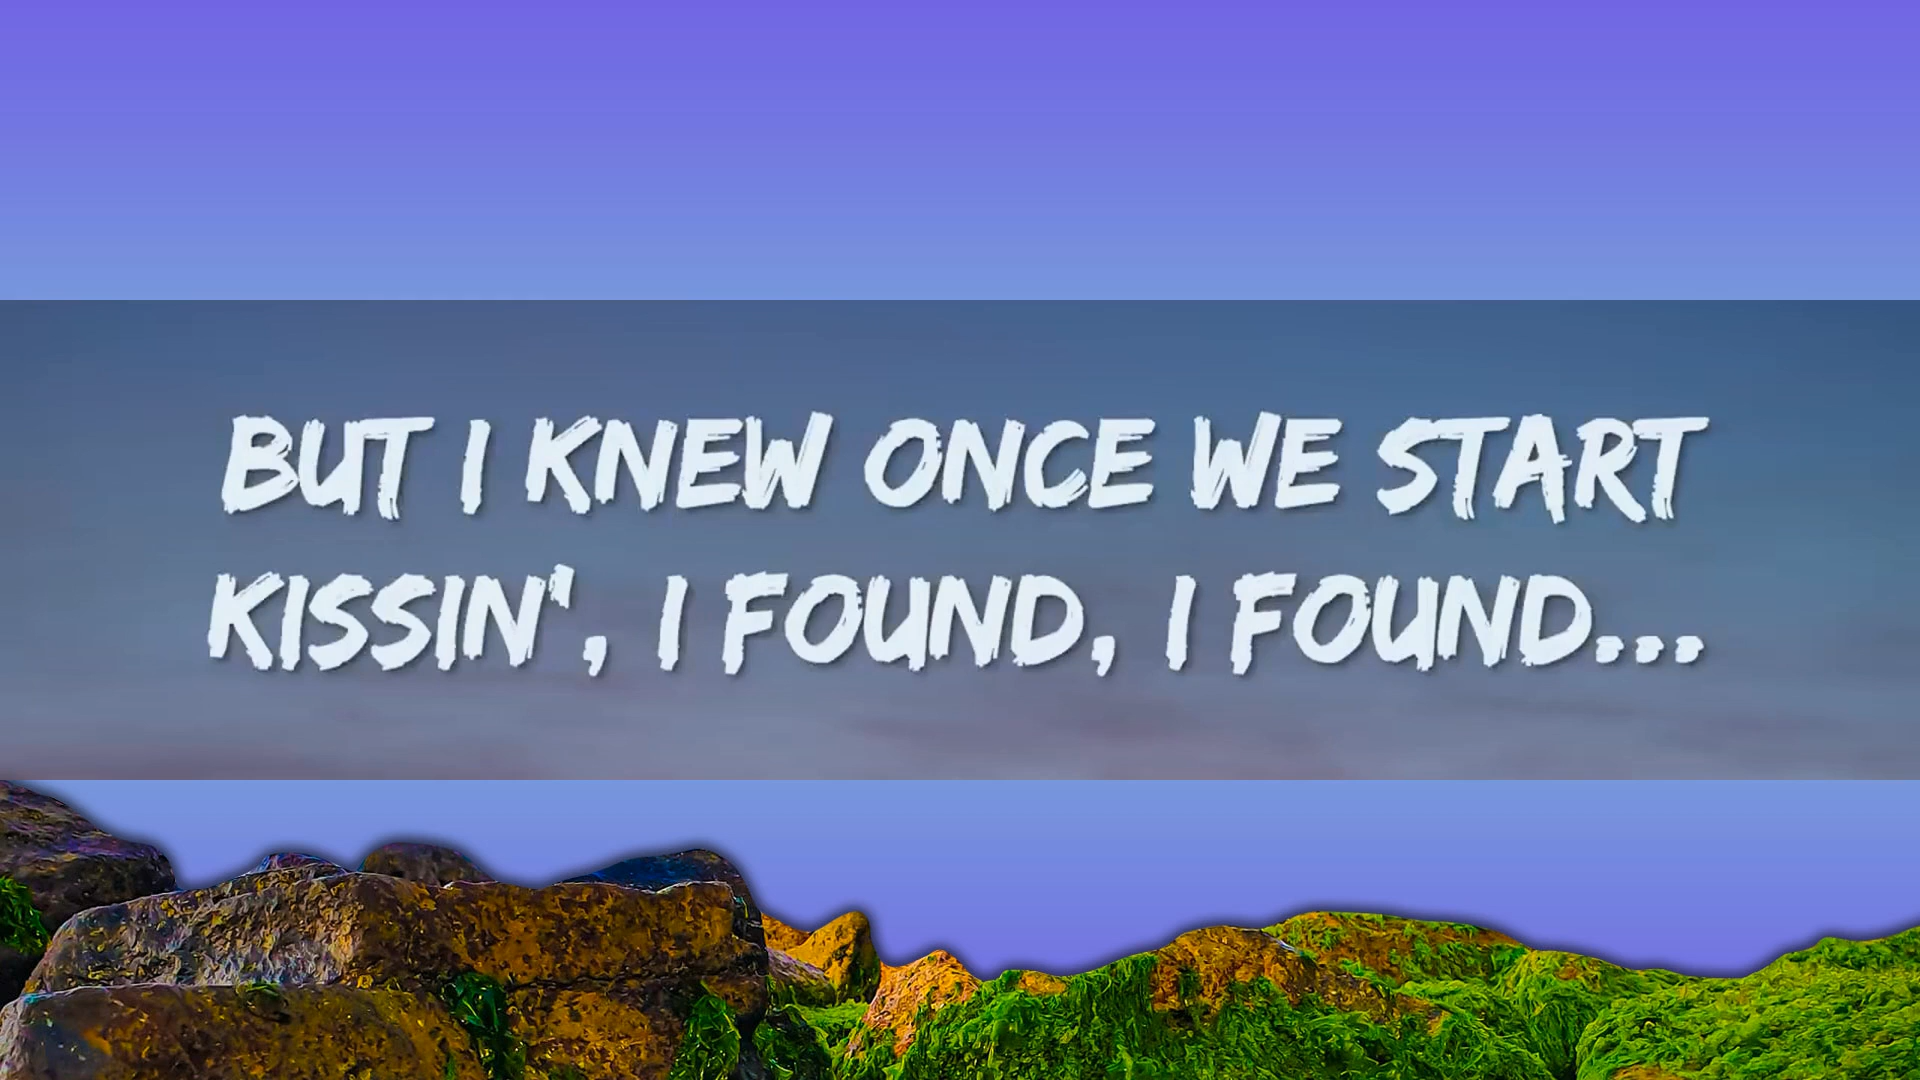 BUT I KNEW ONCE WE START
KISSIN', I FOUND, I FOUND...